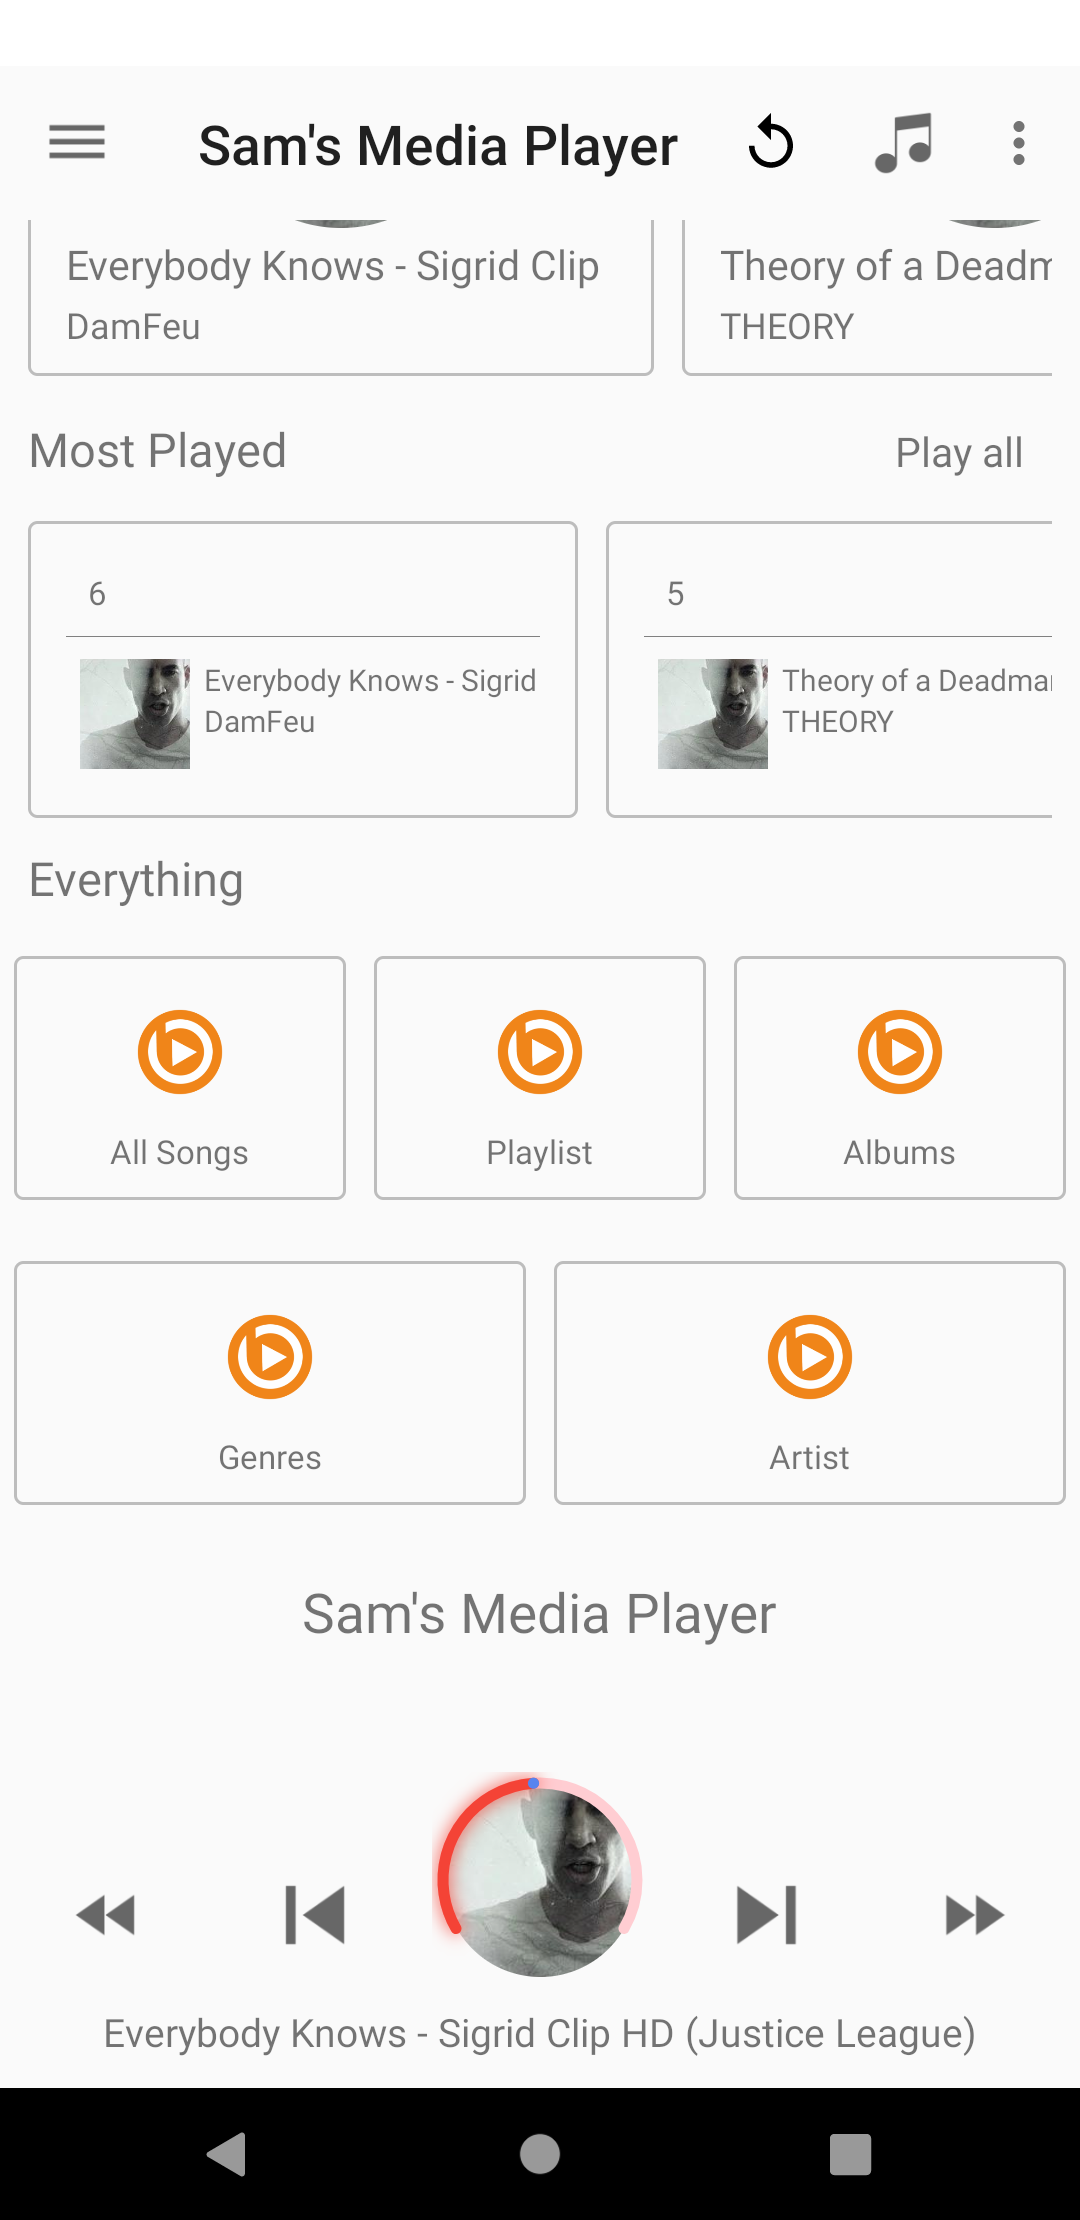 Sam's Media Player
Everybody Knows - Sigrid Clip
DamFeu
Theory of a Deadm
THEORY
Most Played
Play all
6
Everybody Knows - Sigrid
DamFeu
5
Theory of a Deadma
THEORY
Everything
All Songs
Playlist
Albums
Genres
Artist
Sam's Media Player
Everybody Knows - Sigrid Clip HD (Justice League)